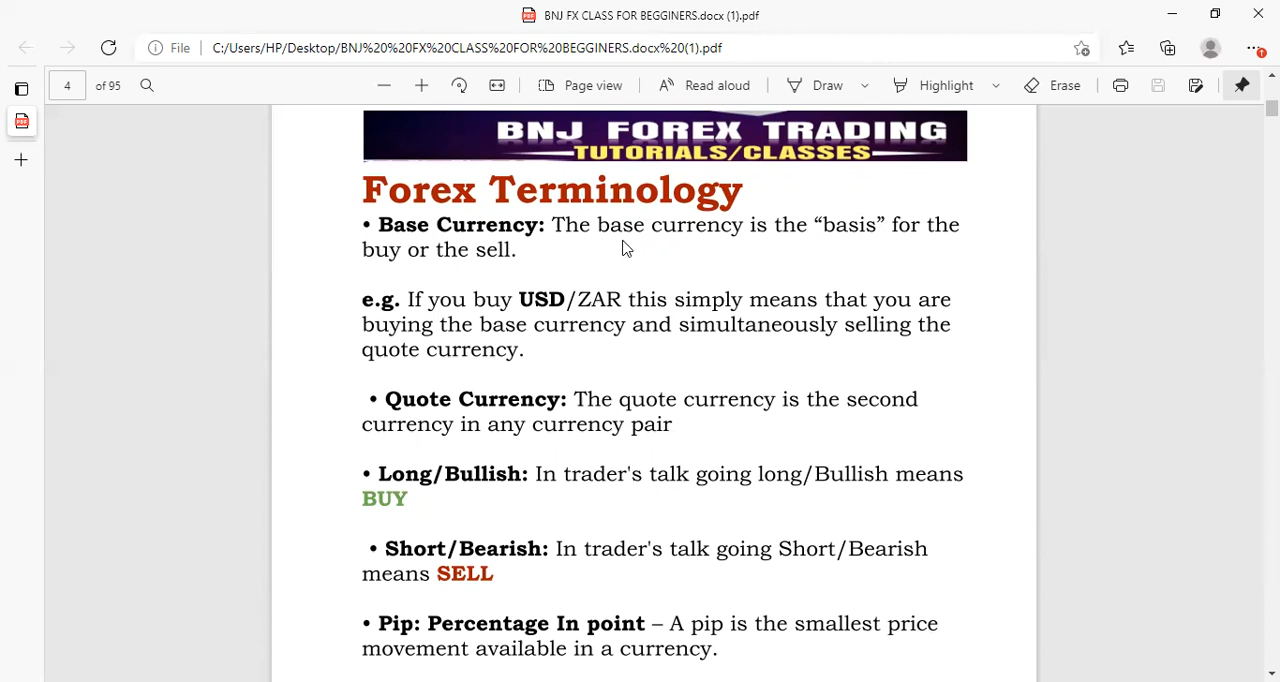 BNJ FX CLASS FOR BEGGINERS.docx (1).pdf
File
C:/Users/HP/Desktop/BNJ%20%20FX%20CLASS%20FOR%20BEGGINERS.docx%20(1).pdf
4 of 95
Page view
Read aloud
Draw
Highlight
Erase
BNJ FOREX TRADING
TUTORIALS/CLASSES
Forex Terminology
• Base Currency: The base currency is the “basis” for the
buy or the sell.
e.g. If you buy USD/ZAR this simply means that you are
buying the base currency and simultaneously selling the
quote currency.
• Quote Currency: The quote currency is the second
currency in any currency pair
• Long/Bullish: In trader's talk going long/Bullish means
BUY
• Short/Bearish: In trader's talk going Short/Bearish
means SELL
• Pip: Percentage In point – A pip is the smallest price
movement available in a currency.